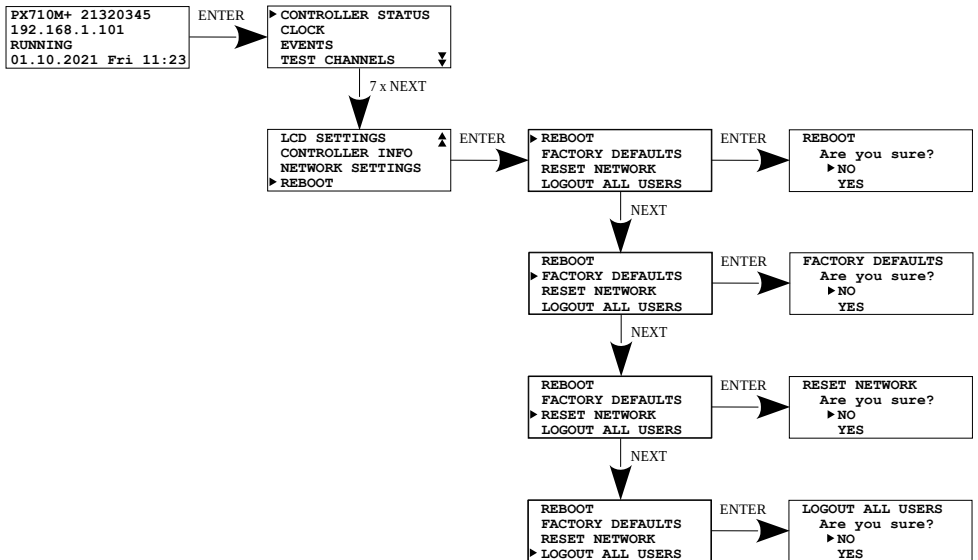 PX710M+ 21320345
192.168.1.101
RUNNING
01.10.2021 Fri 11:23
ENTER
CONTROLLER STATUS
CLOCK
EVENTS
TEST CHANNELS
7 x NEXT
LCD SETTINGS
CONTROLLER INFO
NETWORK SETTINGS
REBOOT
ENTER
REBOOT
FACTORY DEFAULTS
RESET NETWORK
LOGOUT ALL USERS
ENTER
REBOOT
Are you sure?
NO
YES
NEXT
REBOOT
FACTORY DEFAULTS
RESET NETWORK
LOGOUT ALL USERS
ENTER
FACTORY DEFAULTS
Are you sure?
NO
YES
NEXT
REBOOT
FACTORY DEFAULTS
RESET NETWORK
LOGOUT ALL USERS
ENTER
RESET NETWORK
Are you sure?
NO
YES
NEXT
REBOOT
FACTORY DEFAULTS
RESET NETWORK
LOGOUT ALL USERS
ENTER
LOGOUT ALL USERS
Are you sure?
NO
YES